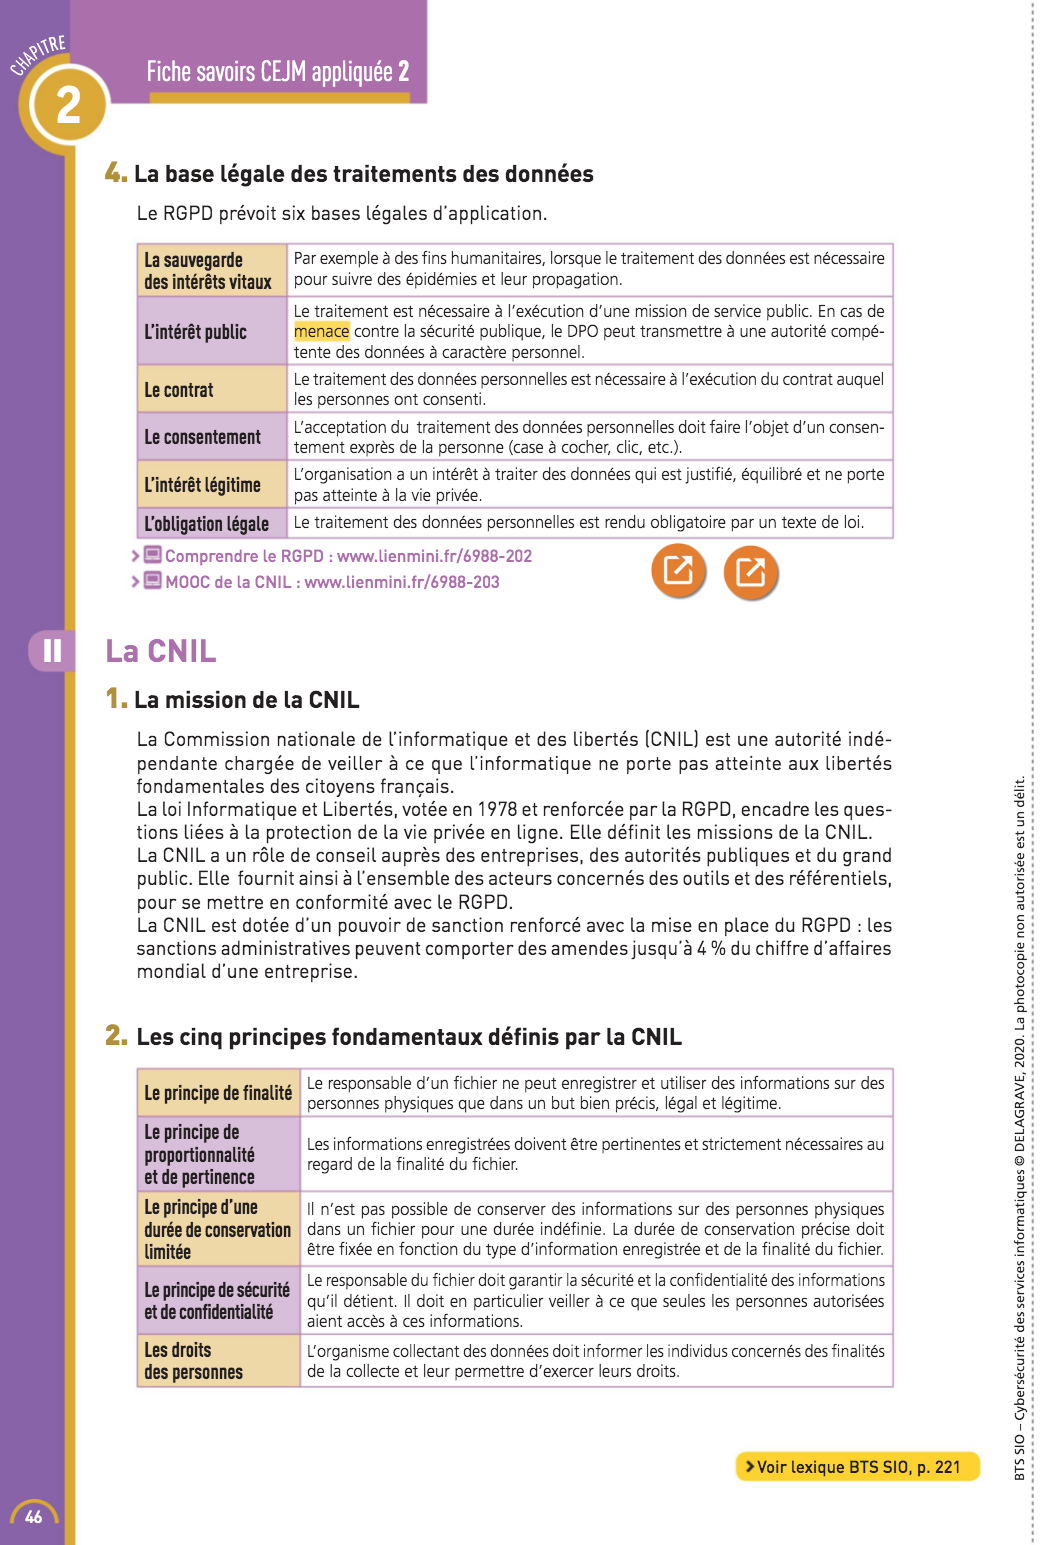 CHAPITRE
2
Fiche savoirs CEJM appliquée 2
4. La base légale des traitements des données
Le RGPD prévoit six bases légales d'application.
La sauvegarde
des intérêts vitaux
Par exemple à des fins humanitaires, lorsque le traitement des données est nécessaire
pour suivre des épidémies et leur propagation.
L'intérêt public
Le traitement est nécessaire à l'exécution d'une mission de service public. En cas de
menace contre la sécurité publique, le DPO peut transmettre à une autorité compé-
tente des données à caractère personnel.
Le contrat
Le traitement des données personnelles est nécessaire à l'exécution du contrat auquel
les personnes ont consenti.
Le consentement
L'acceptation du traitement des données personnelles doit faire l'objet d'un consen-
tement exprès de la personne (case à cocher, clic, etc.).
L'intérêt légitime
L'organisation a un intérêt à traiter des données qui est justifié, équilibré et ne porte
pas atteinte à la vie privée.
L'obligation légale
Le traitement des données personnelles est rendu obligatoire par un texte de loi.
> Comprendre le RGPD : www.lienmini.fr/6988-202
> MOOC de la CNIL : www.lienmini.fr/6988-203
II
La CNIL
1. La mission de la CNIL
La Commission nationale de l'informatique et des libertés (CNIL) est une autorité indé-
pendante chargée de veiller à ce que l'informatique ne porte pas atteinte aux libertés
fondamentales des citoyens français.
La loi Informatique et Libertés, votée en 1978 et renforcée par la RGPD, encadre les ques-
tions liées à la protection de la vie privée en ligne. Elle définit les missions de la CNIL.
La CNIL a un rôle de conseil auprès des entreprises, des autorités publiques et du grand
public. Elle fournit ainsi à l'ensemble des acteurs concernés des outils et des référentiels,
pour se mettre en conformité avec le RGPD.
La CNIL est dotée d'un pouvoir de sanction renforcé avec la mise en place du RGPD : les
sanctions administratives peuvent comporter des amendes jusqu'à 4 % du chiffre d'affaires
mondial d'une entreprise.
2. Les cinq principes fondamentaux définis par la CNIL
Le principe de finalité
Le responsable d'un fichier ne peut enregistrer et utiliser des informations sur des
personnes physiques que dans un but bien précis, légal et légitime.
Le principe de
proportionnalité
et de pertinence
Les informations enregistrées doivent être pertinentes et strictement nécessaires au
regard de la finalité du fichier.
Le principe d'une
durée de conservation
limitée
Il n'est pas possible de conserver des informations sur des personnes physiques
dans un fichier pour une durée indéfinie. La durée de conservation précise doit
être fixée en fonction du type d'information enregistrée et de la finalité du fichier.
Le principe de sécurité
et de confidentialité
Le responsable du fichier doit garantir la sécurité et la confidentialité des informations
qu'il détient. Il doit en particulier veiller à ce que seules les personnes autorisées
aient accès à ces informations.
Les droits
des personnes
L'organisme collectant des données doit informer les individus concernés des finalités
de la collecte et leur permettre d'exercer leurs droits.
> Voir lexique BTS SIO, p. 221
46
BTS SIO – Cybersécurité des services informatiques © DELAGRAVE, 2020. La photocopie non autorisée est un délit.